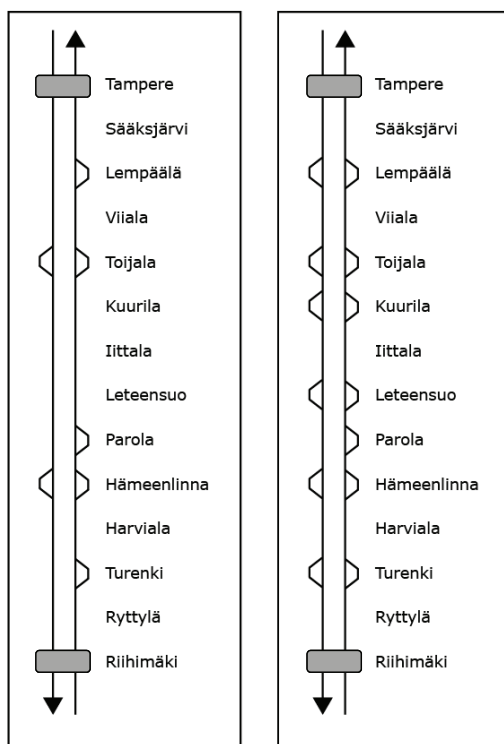 Tampere
Sääksjärvi
Lempäälä
Viiala
Toijala
Kuurila
Iittala
Leteensuo
Parola
Hämeenlinna
Harviala
Turenki
Ryttylä
Riihimäki
Tampere
Sääksjärvi
Lempäälä
Viiala
Toijala
Kuurila
Iittala
Leteensuo
Parola
Hämeenlinna
Harviala
Turenki
Ryttylä
Riihimäki